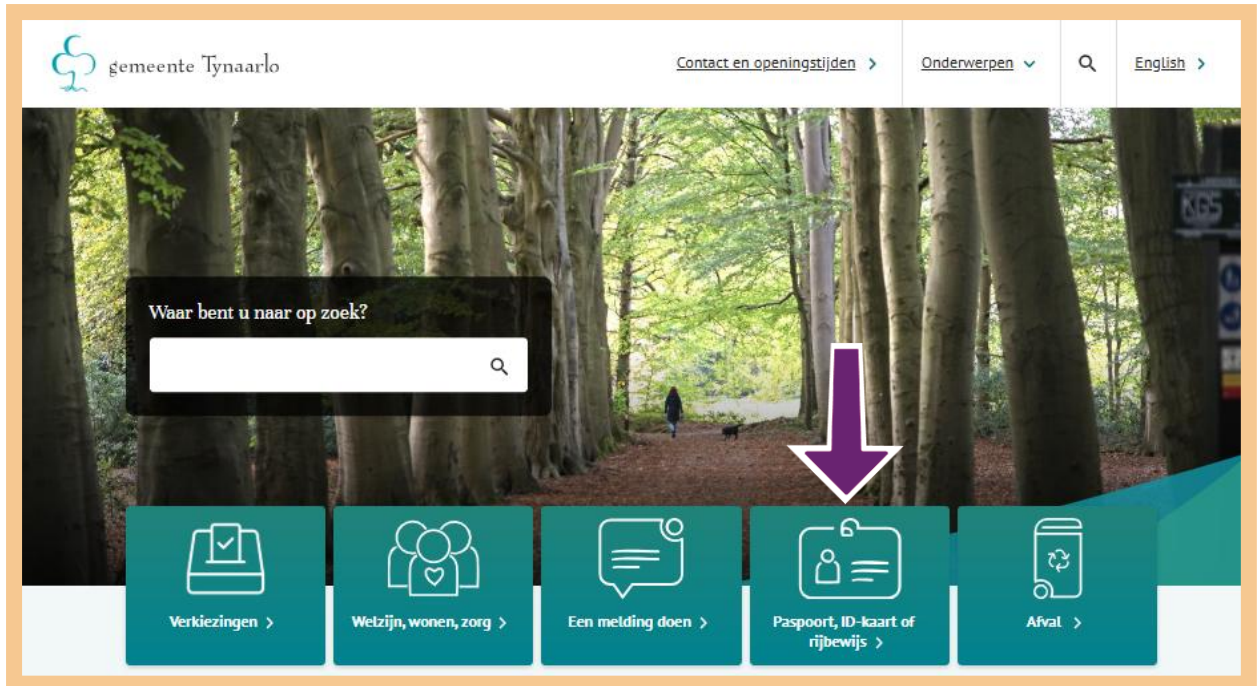 gemeente Tynaarlo
Contact en openingstijden
Onderwerpen
English
KGS
Waar bent u naar op zoek?
Verkiezingen
Welzijn, wonen, zorg
Een melding doen
Paspoort, ID-kaart of
rijbewijs
Afval